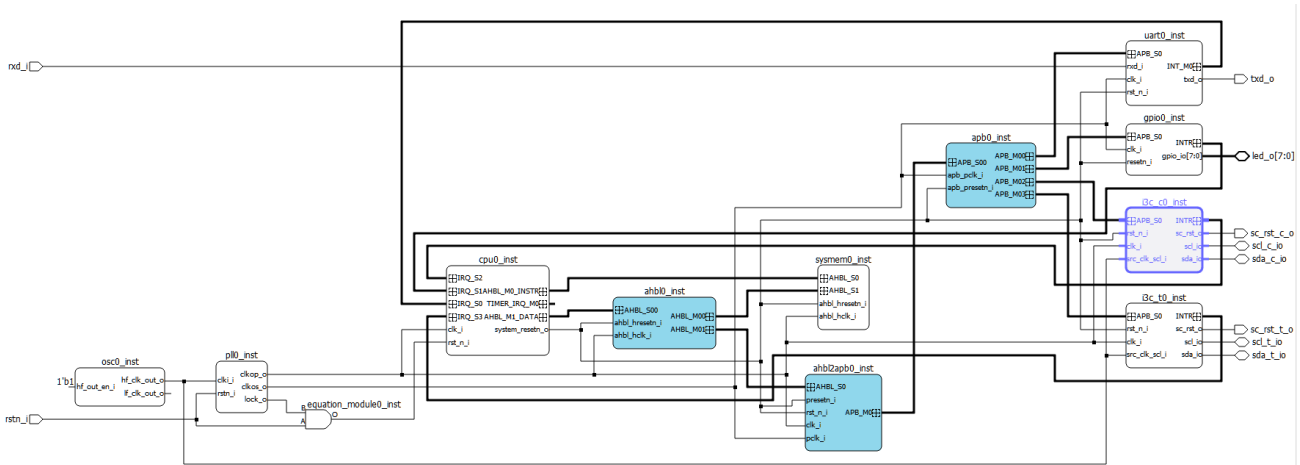 uart0_inst
APB_S0
rxd_i
INT_M0
clk_i
txd_o
rst_n_i
rxd_i
txd_o
gpio0_inst
APB_S0
INTR
clk_i
gpio_io[7:0]
resetn_i
led_o[7:0]
apb0_inst
APB_S00
APB_M00
APB_M01
apb_pclk_i
APB_M02
apb_presetn_i
APB_M03
i3c_c0_inst
APB_S0
INTR
rst_n_i
sc_rst_o
clk_i
scl_io
src_clk_scl_i
sda_io
sc_rst_c_o
scl_c_io
sda_c_io
cpu0_inst
IRQ_S2
IRQ_S1
AHBL_M0_INSTR
IRQ_S0
TIMER_IRQ_M0
IRQ_S3
AHBL_M1_DATA
clk_i
system_resetn_o
rst_n_i
sysmem0_inst
AHBL_S0
AHBL_S1
ahbl_hresetn_i
ahbl_hclk_i
ahbl0_inst
AHBL_S00
AHBL_M00
ahbl_hresetn_i
AHBL_M01
ahbl_hclk_i
i3c_t0_inst
APB_S0
INTR
rst_n_i
sc_rst_o
clk_i
scl_io
src_clk_scl_i
sda_io
sc_rst_t_o
scl_t_io
sda_t_io
osc0_inst
1'b1
hf_out_en_i
hf_clk_out_o
lf_clk_out_o
pll0_inst
clki_i
clkop_o
rstn_i
clkos_o
lock_o
equation_module0_inst
B
O
A
rstn_i
ahbl2apb0_inst
AHBL_S0
presetn_i
rst_n_i
APB_M0
clk_i
pclk_i